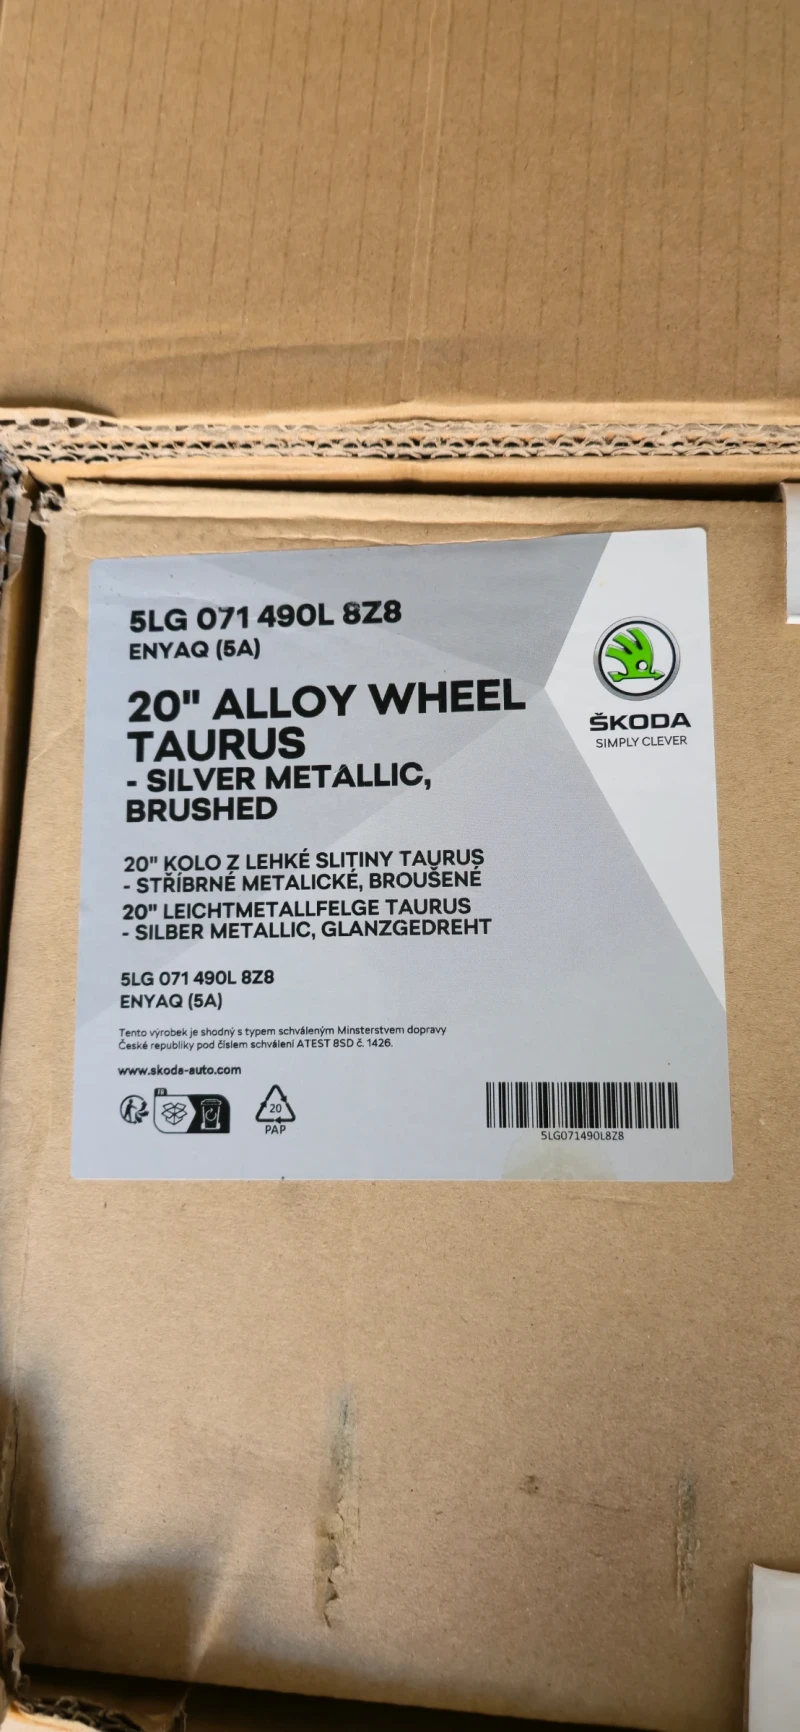 5LG 071 490L 8Z8
ENYAQ (5A)
20" ALLOY WHEEL
TAURUS
- SILVER METALLIC,
BRUSHED
ŠKODA
SIMPLY CLEVER
20" KOLO Z LEHKÉ SLITINY TAURUS
- STŘÍBRNÉ METALICKÉ, BROUŠENÉ
20" LEICHTMETALLFELGE TAURUS
- SILBER METALLIC, GLANZGEDREHT
5LG 071 490L 8Z8
ENYAQ (5A)
Tento výrobek je shodný s typem schváleným Minsterstvem dopravy
České republiky pod číslem schválení ATEST 8SD č. 1426.
www.skoda-auto.com
FR
20
PAP
5LG071490L8Z8